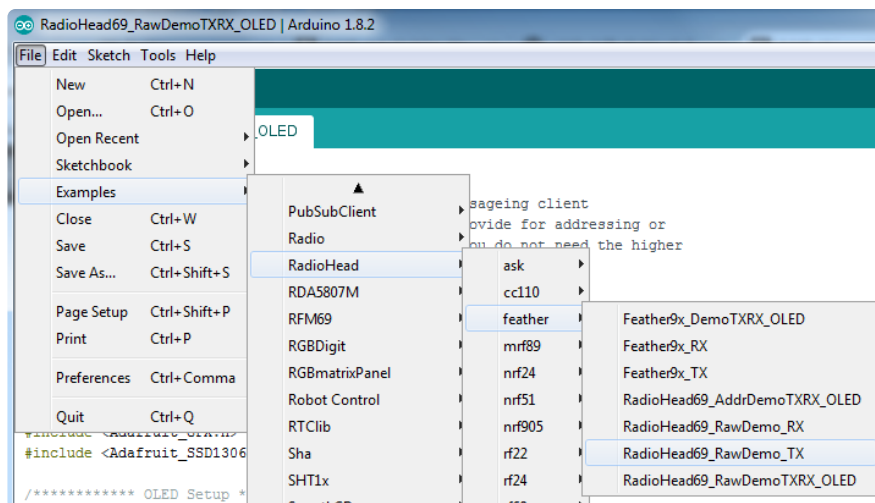 RadioHead69_RawDemoTXRX_OLED | Arduino 1.8.2
File Edit Sketch Tools Help
New Ctrl+N
Open... Ctrl+O
Open Recent
Sketchbook
Examples
Close Ctrl+W
Save Ctrl+S
Save As... Ctrl+Shift+S
Page Setup Ctrl+Shift+P
Print Ctrl+P
Preferences Ctrl+Comma
Quit Ctrl+Q
_OLED
sageing client
ovide for addressing or
ou do not need the higher
PubSubClient
Radio
RadioHead
RDA5807M
RFM69
RGBDigit
RGBmatrixPanel
Robot Control
RTClib
Sha
SHT1x
ask
cc110
feather
mrf89
nrf24
nrf51
nrf905
rf22
rf24
Feather9x_DemoTXRX_OLED
Feather9x_RX
Feather9x_TX
RadioHead69_AddrDemoTXRX_OLED
RadioHead69_RawDemo_RX
RadioHead69_RawDemo_TX
RadioHead69_RawDemoTXRX_OLED
#include <Adafruit_GFX.h>
#include <Adafruit_SSD1306
/************ OLED Setup *